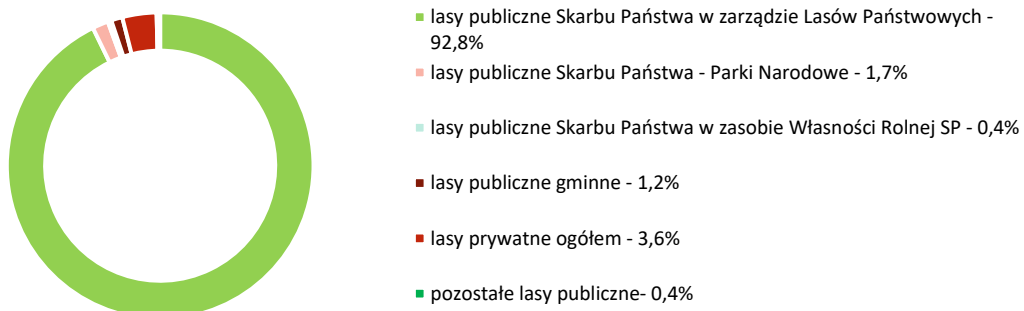 lasy publiczne Skarbu Państwa w zarządzie Lasów Państwowych -
92,8%
lasy publiczne Skarbu Państwa - Parki Narodowe - 1,7%
lasy publiczne Skarbu Państwa w zasobie Własności Rolnej SP - 0,4%
lasy publiczne gminne - 1,2%
lasy prywatne ogółem - 3,6%
pozostałe lasy publiczne- 0,4%